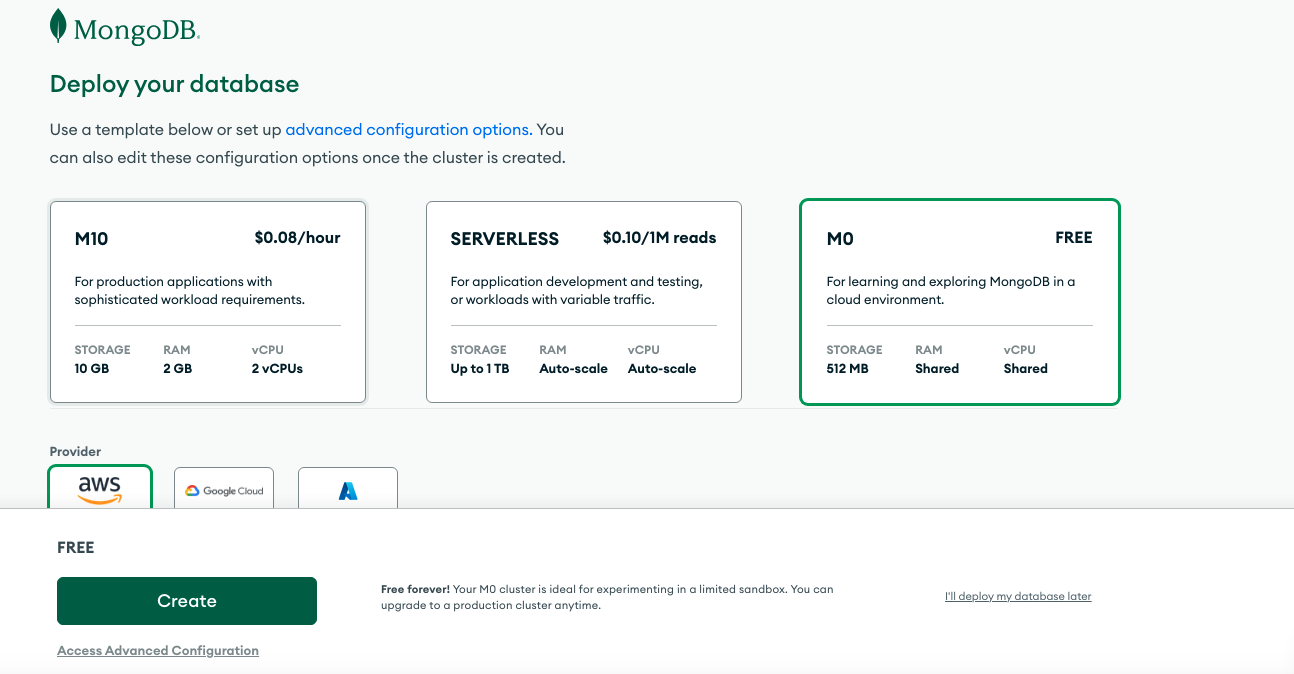 MongoDB.
Deploy your database
Use a template below or set up advanced configuration options. You
can also edit these configuration options once the cluster is created.
M10 $0.08/hour
For production applications with
sophisticated workload requirements.
STORAGE RAM vCPU
10 GB 2 GB 2 vCPUs
SERVERLESS $0.10/1M reads
For application development and testing,
or workloads with variable traffic.
STORAGE RAM vCPU
Up to 1 TB Auto-scale Auto-scale
M0 FREE
For learning and exploring MongoDB in a
cloud environment.
STORAGE RAM vCPU
512 MB Shared Shared
Provider
aws Google Cloud
FREE
Create
Free forever! Your M0 cluster is ideal for experimenting in a limited sandbox. You can
upgrade to a production cluster anytime.
I'll deploy my database later
Access Advanced Configuration